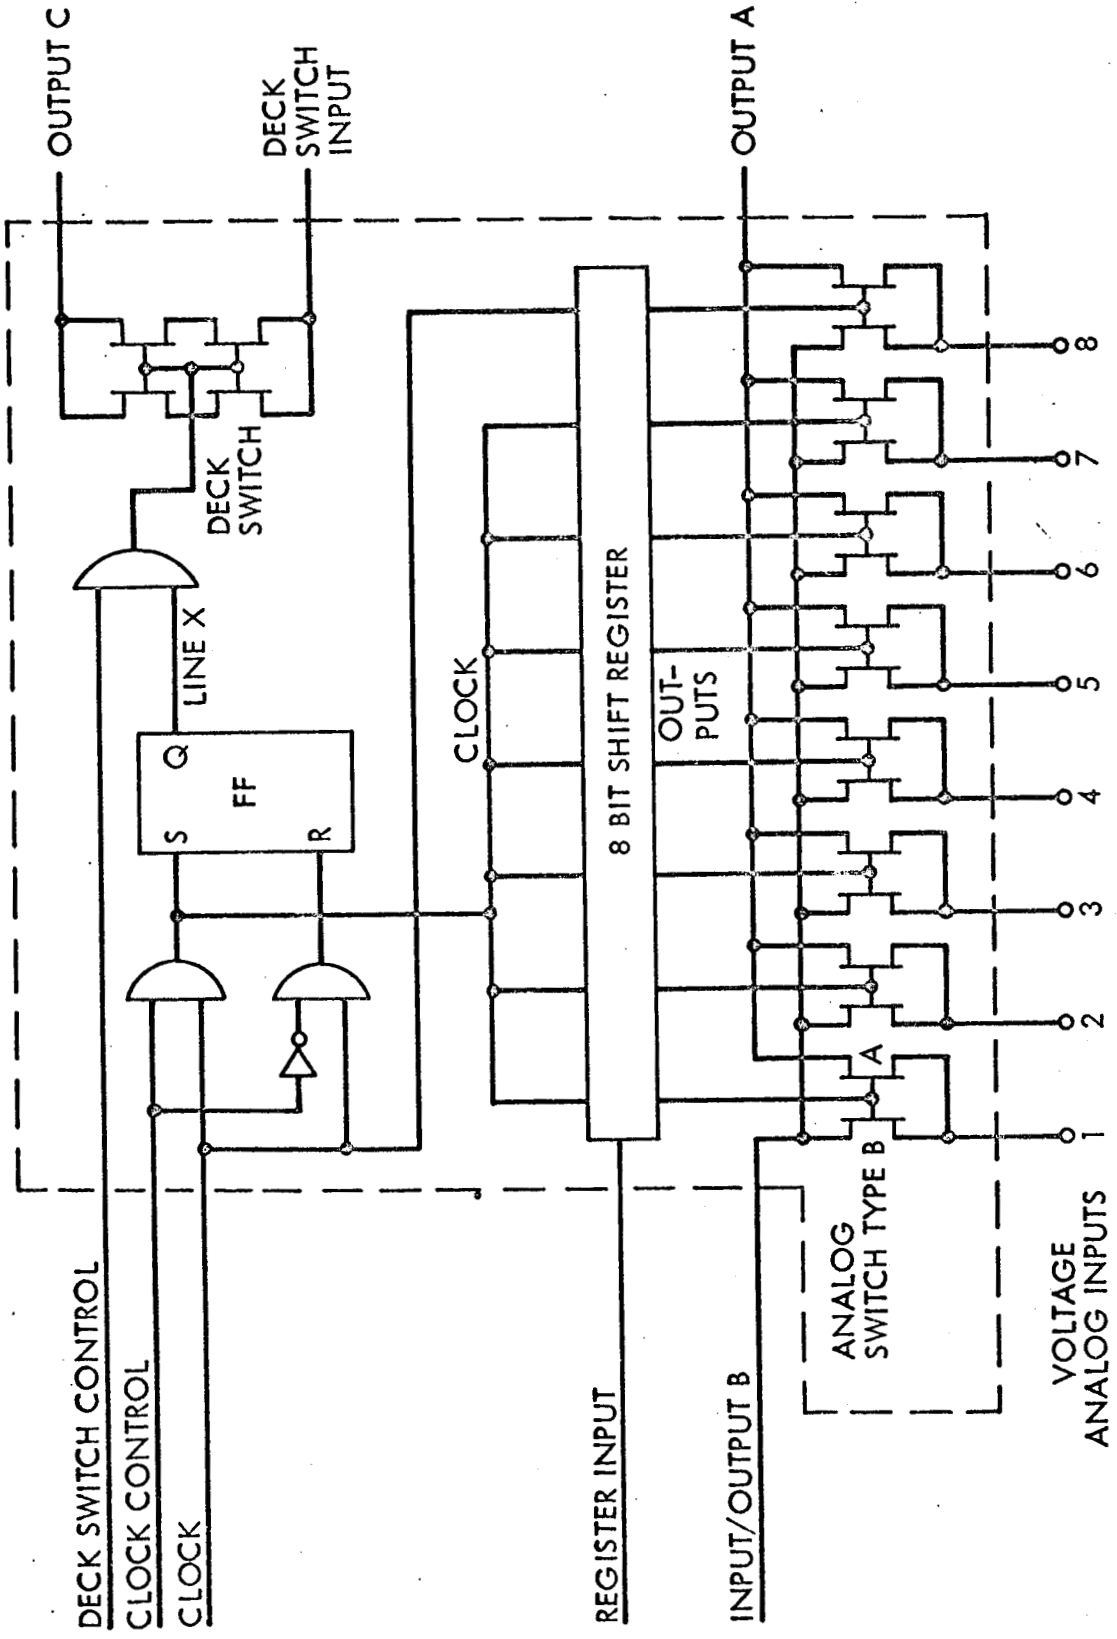 DECK SWITCH CONTROL
CLOCK CONTROL
CLOCK
REGISTER INPUT
INPUT/OUTPUT B
OUTPUT C
DECK
SWITCH
INPUT
OUTPUT A
DECK
SWITCH
LINE X
S
Q
FF
R
CLOCK
8 BIT SHIFT REGISTER
OUT-
PUTS
ANALOG
SWITCH TYPE B
A
1
2
3
4
5
6
7
8
VOLTAGE
ANALOG INPUTS